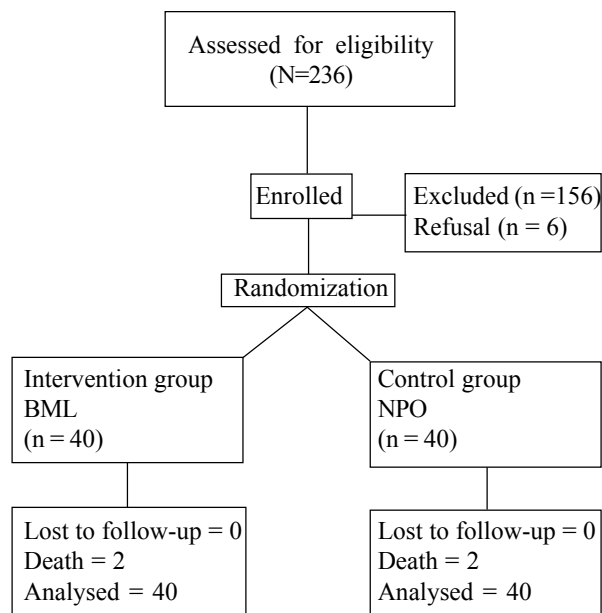 Assessed for eligibility
(N=236)
Enrolled
Excluded (n =156)
Refusal (n = 6)
Randomization
Intervention group
BML
(n = 40)
Control group
NPO
(n = 40)
Lost to follow-up = 0
Death = 2
Analysed = 40
Lost to follow-up = 0
Death = 2
Analysed = 40